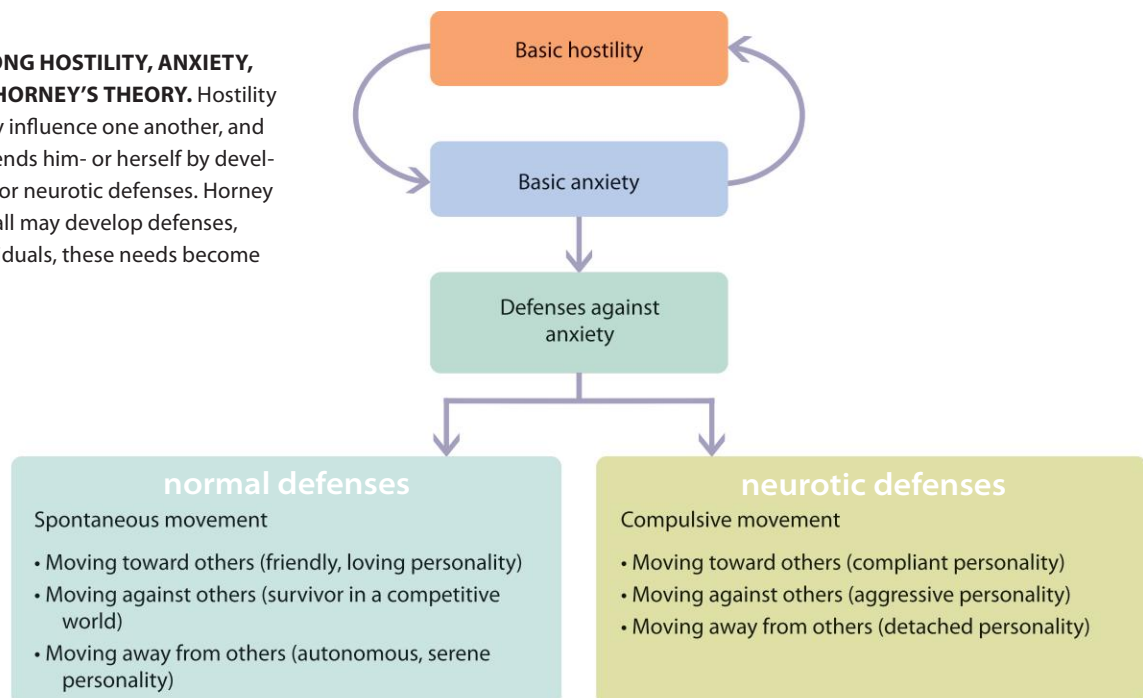 ONG HOSTILITY, ANXIETY,
HORNEY’S THEORY. Hostility
y influence one another, and
ends him- or herself by devel-
or neurotic defenses. Horney
all may develop defenses,
duals, these needs become
Basic hostility
Basic anxiety
Defenses against
anxiety
normal defenses
Spontaneous movement
• Moving toward others (friendly, loving personality)
• Moving against others (survivor in a competitive
world)
• Moving away from others (autonomous, serene
personality)
neurotic defenses
Compulsive movement
• Moving toward others (compliant personality)
• Moving against others (aggressive personality)
• Moving away from others (detached personality)